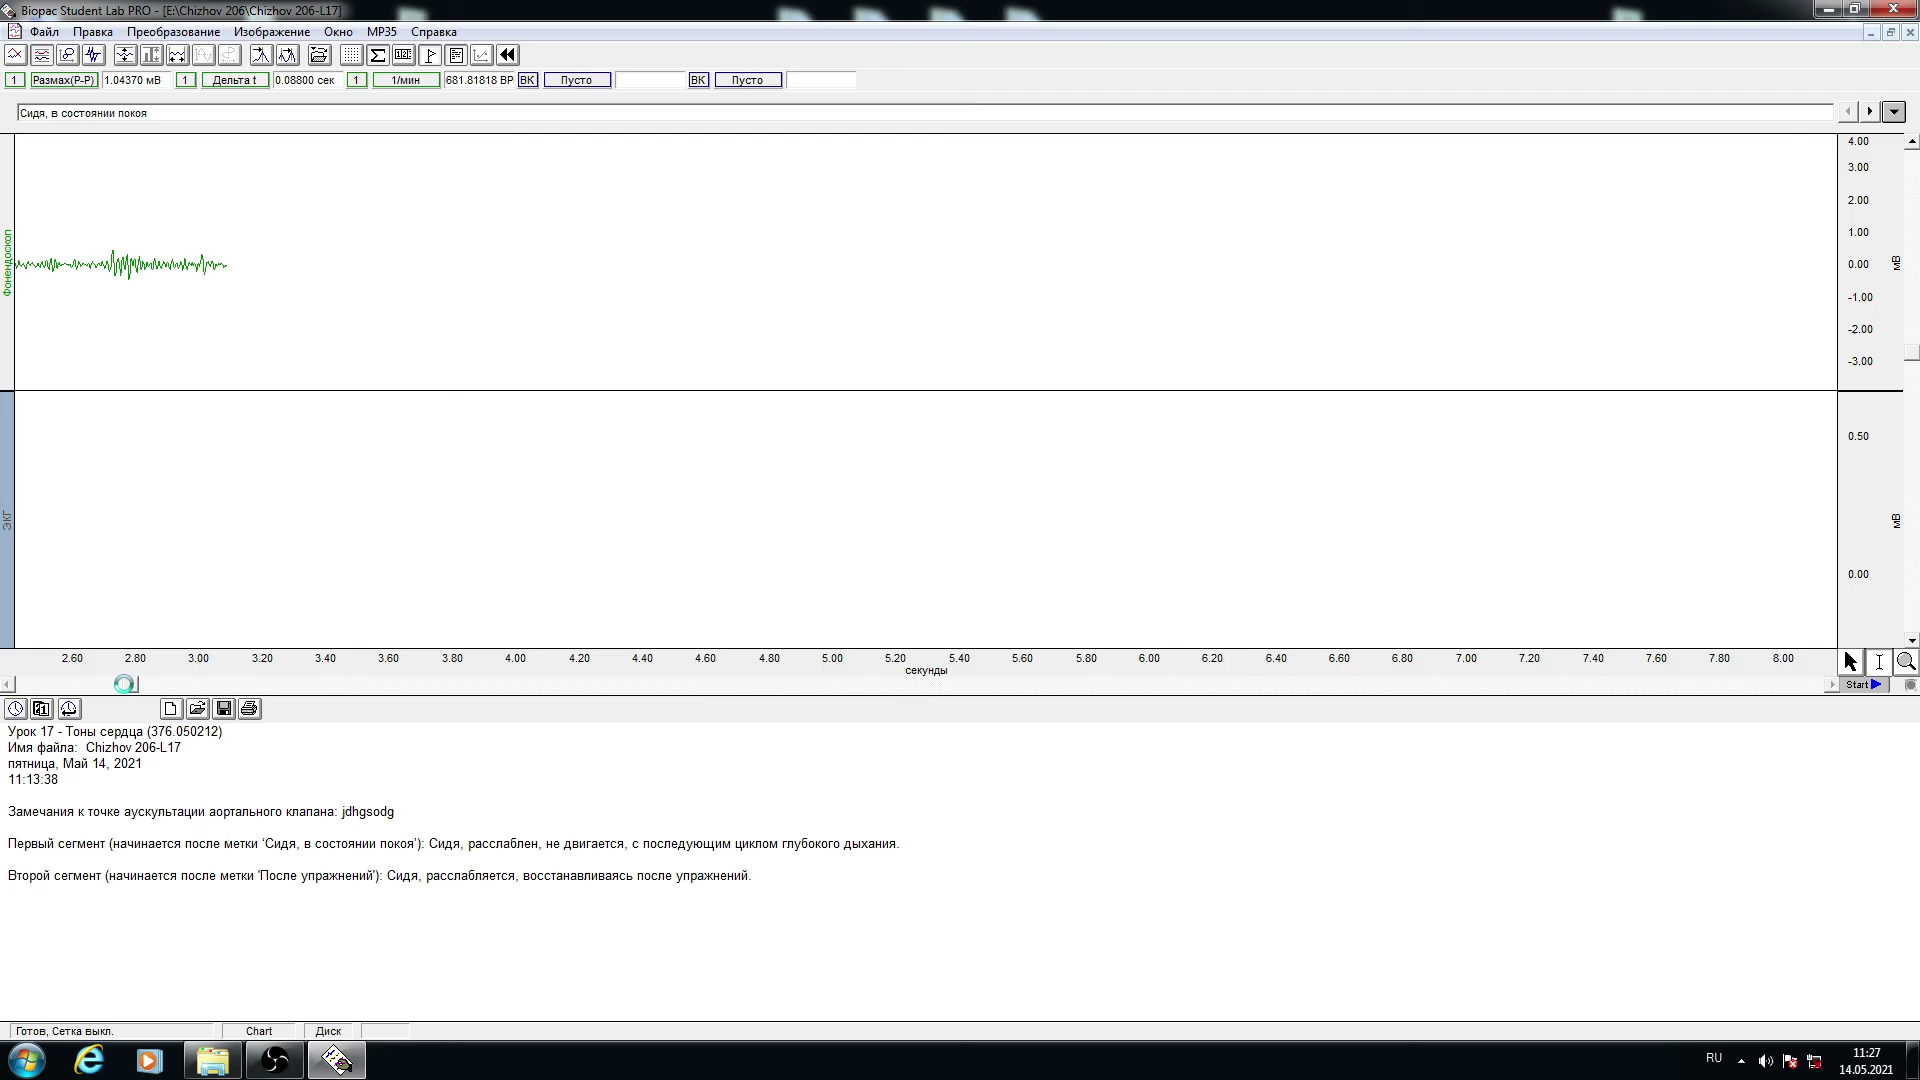 Biopac Student Lab PRO - [E:\Chizhov 206\Chizhov 206-L17]
Файл Правка Преобразование Изображение Окно MP35 Справка
1 Размах(P-P) 1.04370 мВ 1 Дельта t 0.08800 сек 1 1/мин 681.81818 BP ВК Пусто ВК Пусто
Сидя, в состоянии покоя
Фонендоскоп
4.00
3.00
2.00
1.00
0.00
-1.00
-2.00
-3.00
мВ
ЭКГ
0.50
0.00
мВ
2.60 2.80 3.00 3.20 3.40 3.60 3.80 4.00 4.20 4.40 4.60 4.80 5.00 5.20 5.40 5.60 5.80 6.00 6.20 6.40 6.60 6.80 7.00 7.20 7.40 7.60 7.80 8.00
секунды
Start
Урок 17 - Тоны сердца (376.050212)
Имя файла: Chizhov 206-L17
пятница, Май 14, 2021
11:13:38
Замечания к точке аускультации аортального клапана: jdhgsodg
Первый сегмент (начинается после метки 'Сидя, в состоянии покоя'): Сидя, расслаблен, не двигается, с последующим циклом глубокого дыхания.
Второй сегмент (начинается после метки 'После упражнений'): Сидя, расслабляется, восстанавливаясь после упражнений.
Готов, Сетка выкл. Chart Диск
RU
11:27
14.05.2021